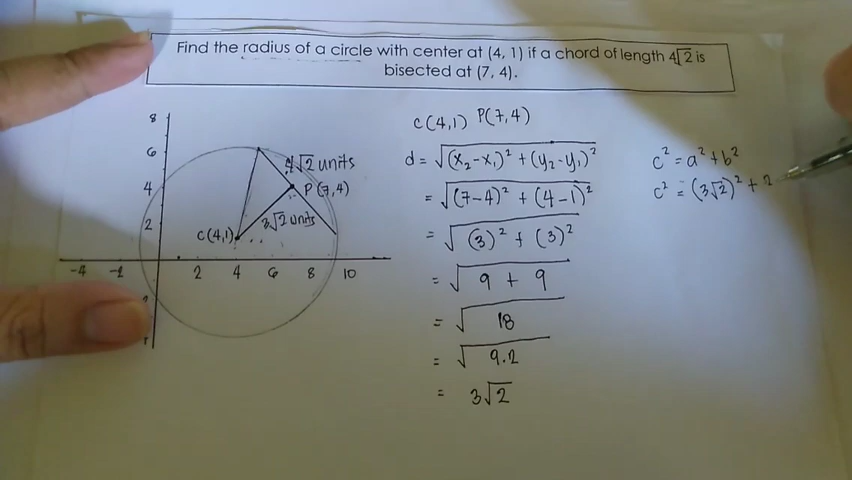 Find the radius of a circle with center at (4, 1) if a chord of length 4√2 is
bisected at (7, 4).
C(4,1) P(7,4)
d = √(x₂-x₁)² + (y₂-y₁)²
= √(7-4)² + (4-1)²
= √(3)² + (3)²
= √9 + 9
= √18
= √9.2
= 3√2
c² = a² + b²
c² = (3√2)² + 2
8
6
4
2
4√2 units
P(7,4)
3√2 units
C(4,1)
-4
2
4
6
8
10